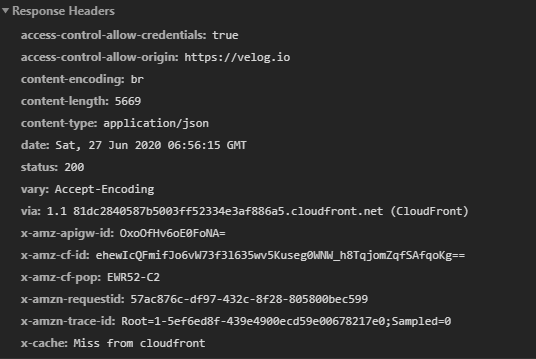 Response Headers
access-control-allow-credentials: true
access-control-allow-origin: https://velog.io
content-encoding: br
content-length: 5669
content-type: application/json
date: Sat, 27 Jun 2020 06:56:15 GMT
status: 200
vary: Accept-Encoding
via: 1.1 81dc2840587b5003ff52334e3af886a5.cloudfront.net (CloudFront)
x-amz-apigw-id: OxoOfHv6oE0FoNA=
x-amz-cf-id: ehewIcQFmifJo6vW73f3l635wv5Kuseg0WNW_h8TqjomZqfSAfqoKg==
x-amz-cf-pop: EWR52-C2
x-amzn-requestid: 57ac876c-df97-432c-8f28-805800bec599
x-amzn-trace-id: Root=1-5ef6ed8f-439e4900ecd59e00678217e0;Sampled=0
x-cache: Miss from cloudfront